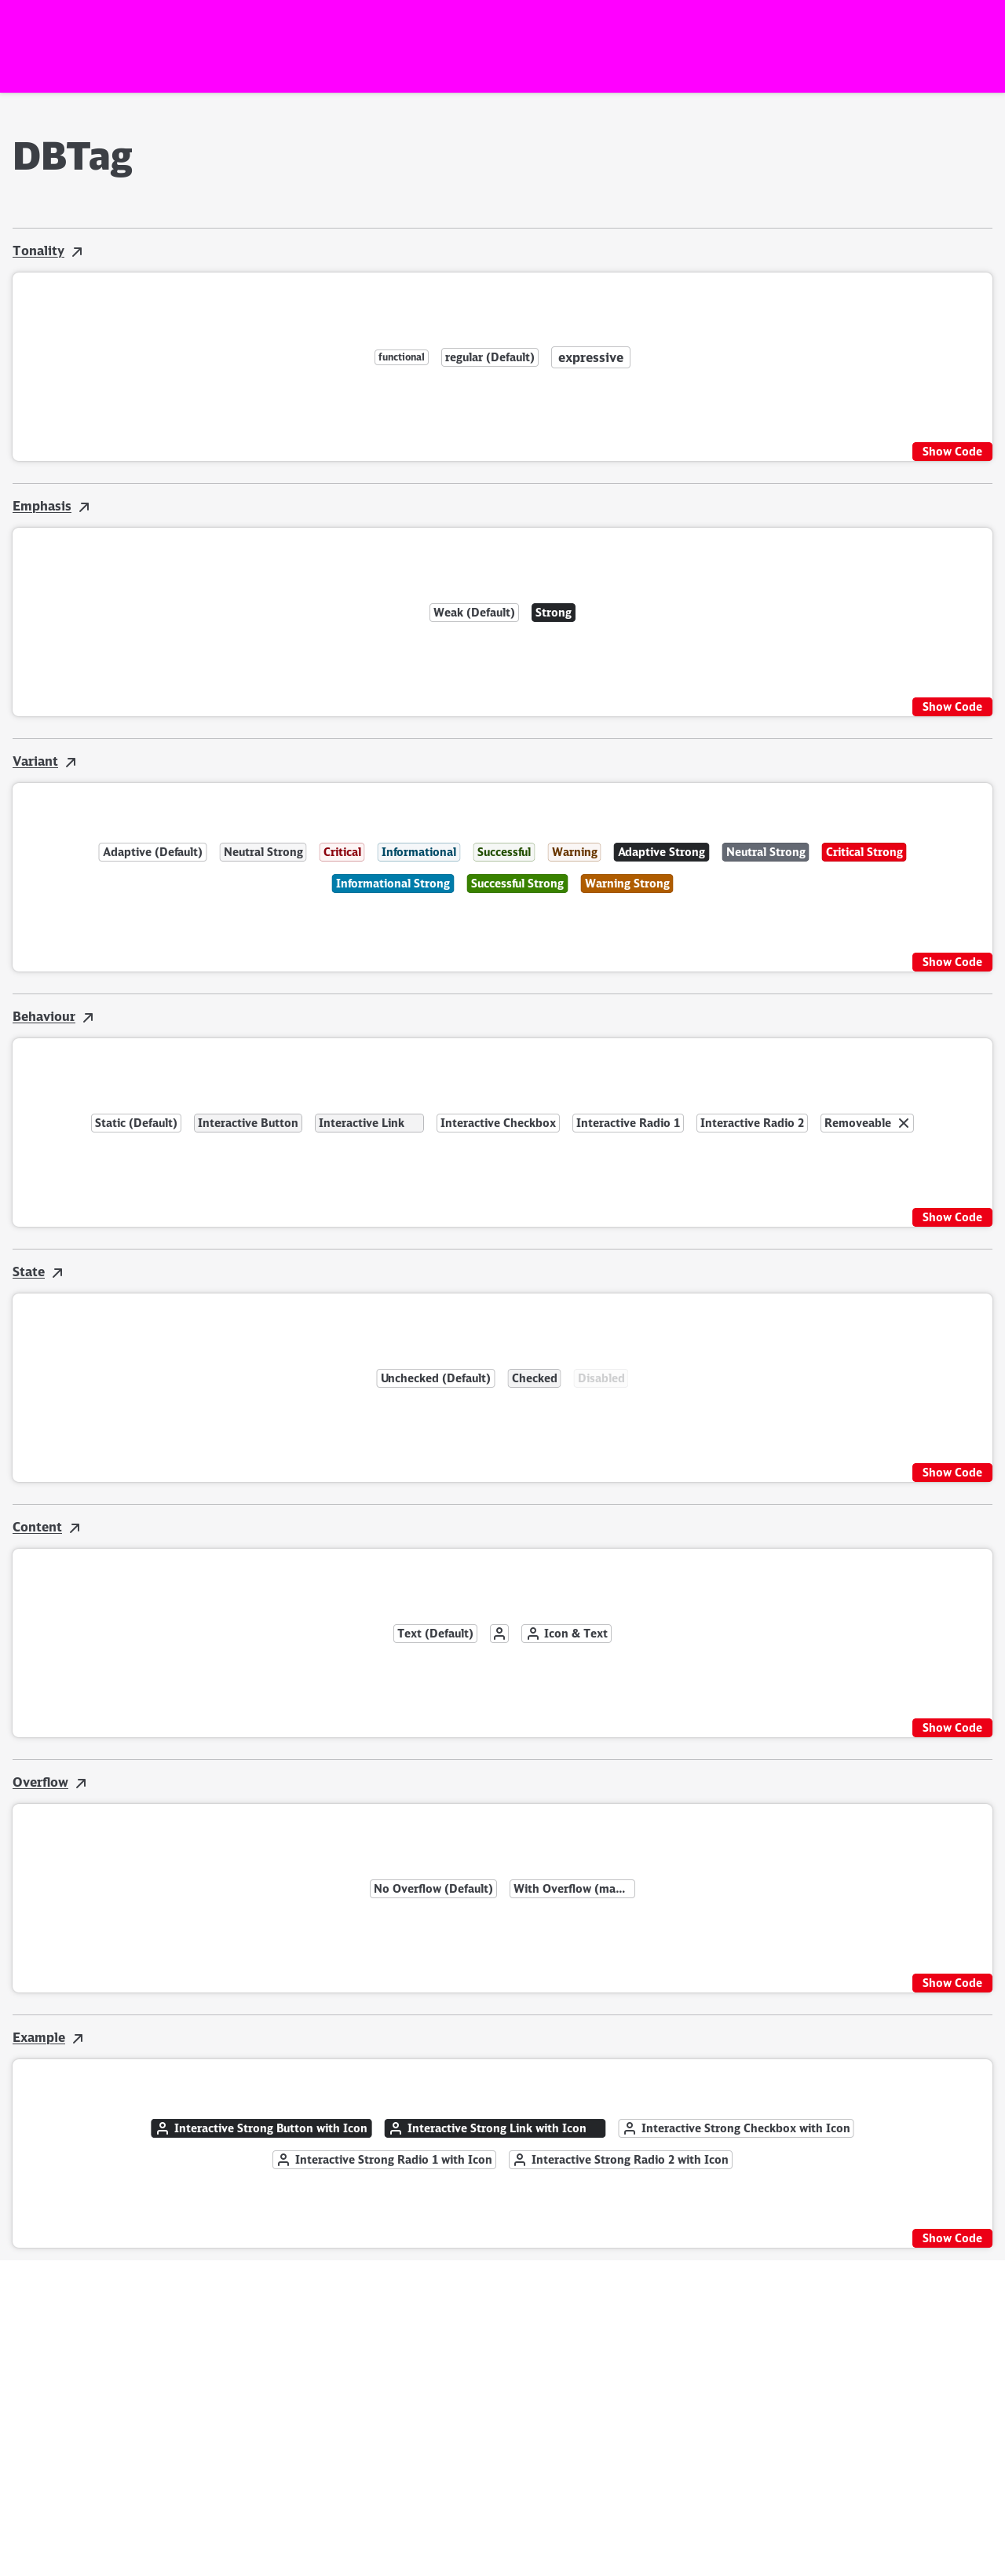 DBTag
Tonality
functional regular (Default) expressive
Show Code
Emphasis
Weak (Default) Strong
Show Code
Variant
Adaptive (Default) Neutral Strong Critical Informational Successful Warning Adaptive Strong Neutral Strong Critical Strong
Informational Strong Successful Strong Warning Strong
Show Code
Behaviour
Static (Default) Interactive Button Interactive Link Interactive Checkbox Interactive Radio 1 Interactive Radio 2 Removeable
Show Code
State
Unchecked (Default) Checked Disabled
Show Code
Content
Text (Default) Icon & Text
Show Code
Overflow
No Overflow (Default) With Overflow (ma...
Show Code
Example
Interactive Strong Button with Icon Interactive Strong Link with Icon Interactive Strong Checkbox with Icon
Interactive Strong Radio 1 with Icon Interactive Strong Radio 2 with Icon
Show Code